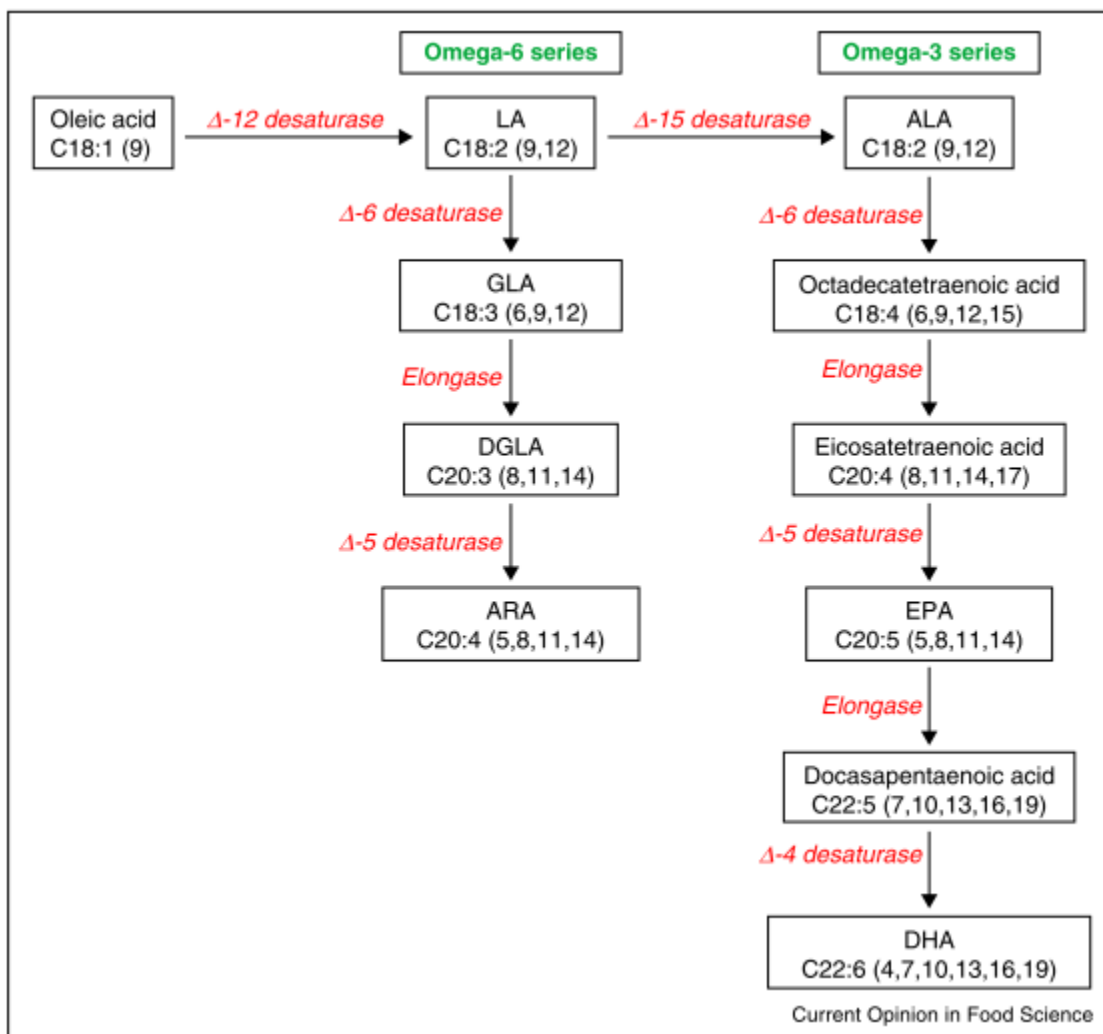 Omega-6 series
Omega-3 series
Oleic acid
C18:1 (9)
Δ-12 desaturase
LA
C18:2 (9,12)
Δ-15 desaturase
ALA
C18:2 (9,12)
Δ-6 desaturase
Δ-6 desaturase
GLA
C18:3 (6,9,12)
Octadecatetraenoic acid
C18:4 (6,9,12,15)
Elongase
Elongase
DGLA
C20:3 (8,11,14)
Eicosatetraenoic acid
C20:4 (8,11,14,17)
Δ-5 desaturase
Δ-5 desaturase
ARA
C20:4 (5,8,11,14)
EPA
C20:5 (5,8,11,14)
Elongase
Docasapentaenoic acid
C22:5 (7,10,13,16,19)
Δ-4 desaturase
DHA
C22:6 (4,7,10,13,16,19)
Current Opinion in Food Science